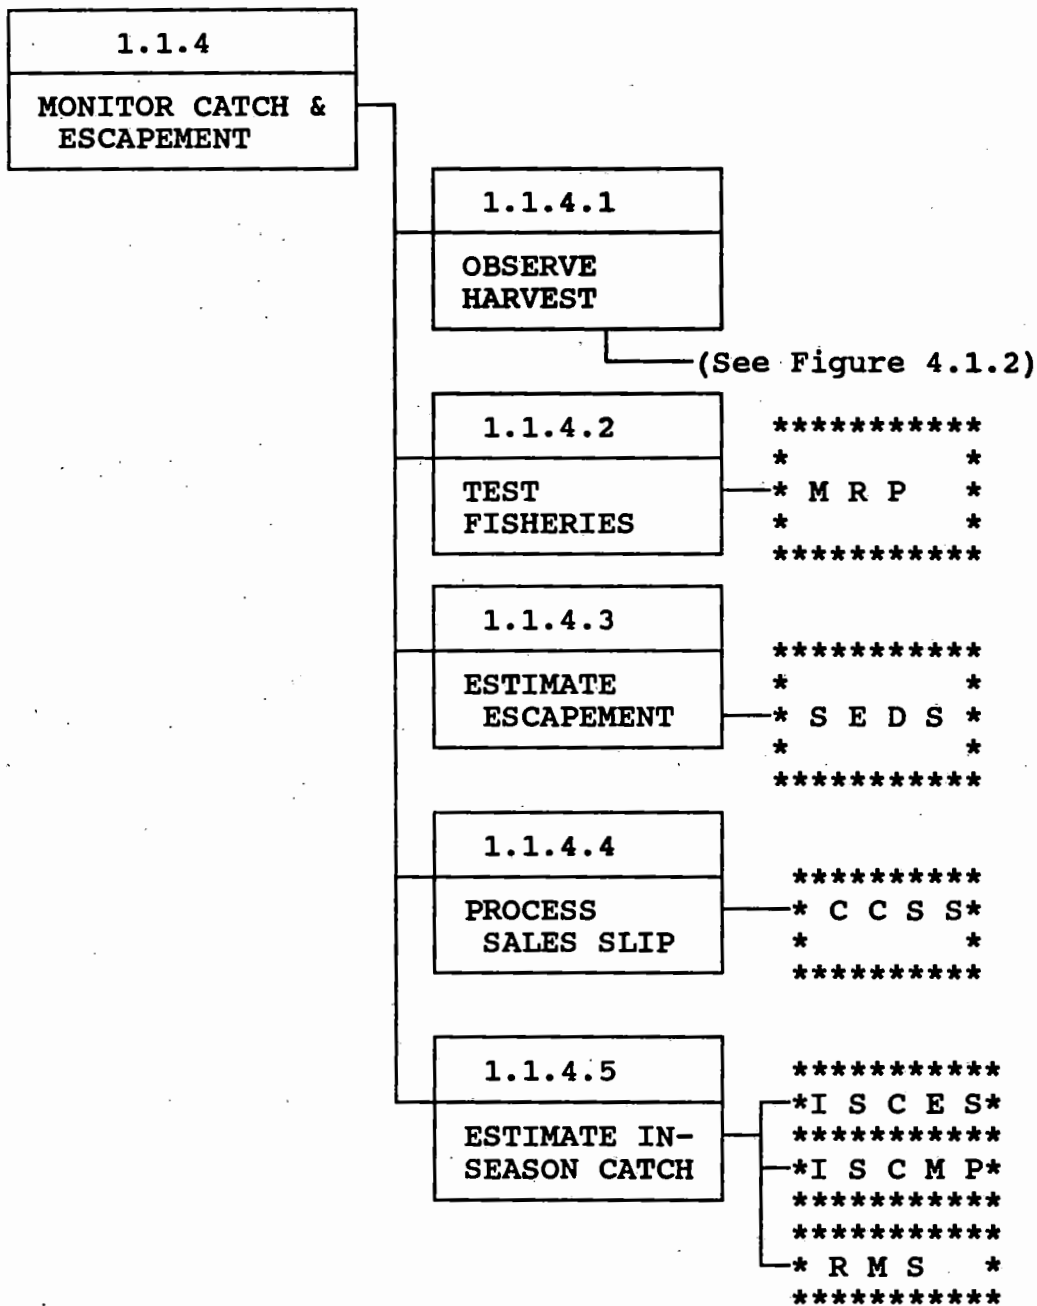 1.1.4
MONITOR CATCH &
ESCAPEMENT
1.1.4.1
OBSERVE
HARVEST
(See Figure 4.1.2)
1.1.4.2
TEST
FISHERIES
***********
* *
* M R P *
* *
***********
1.1.4.3
ESTIMATE
ESCAPEMENT
***********
* *
* S E D S *
* *
***********
1.1.4.4
PROCESS
SALES SLIP
**********
* C C S S*
* *
**********
1.1.4.5
ESTIMATE IN-
SEASON CATCH
***********
*I S C E S*
***********
*I S C M P*
***********
***********
* R M S *
***********